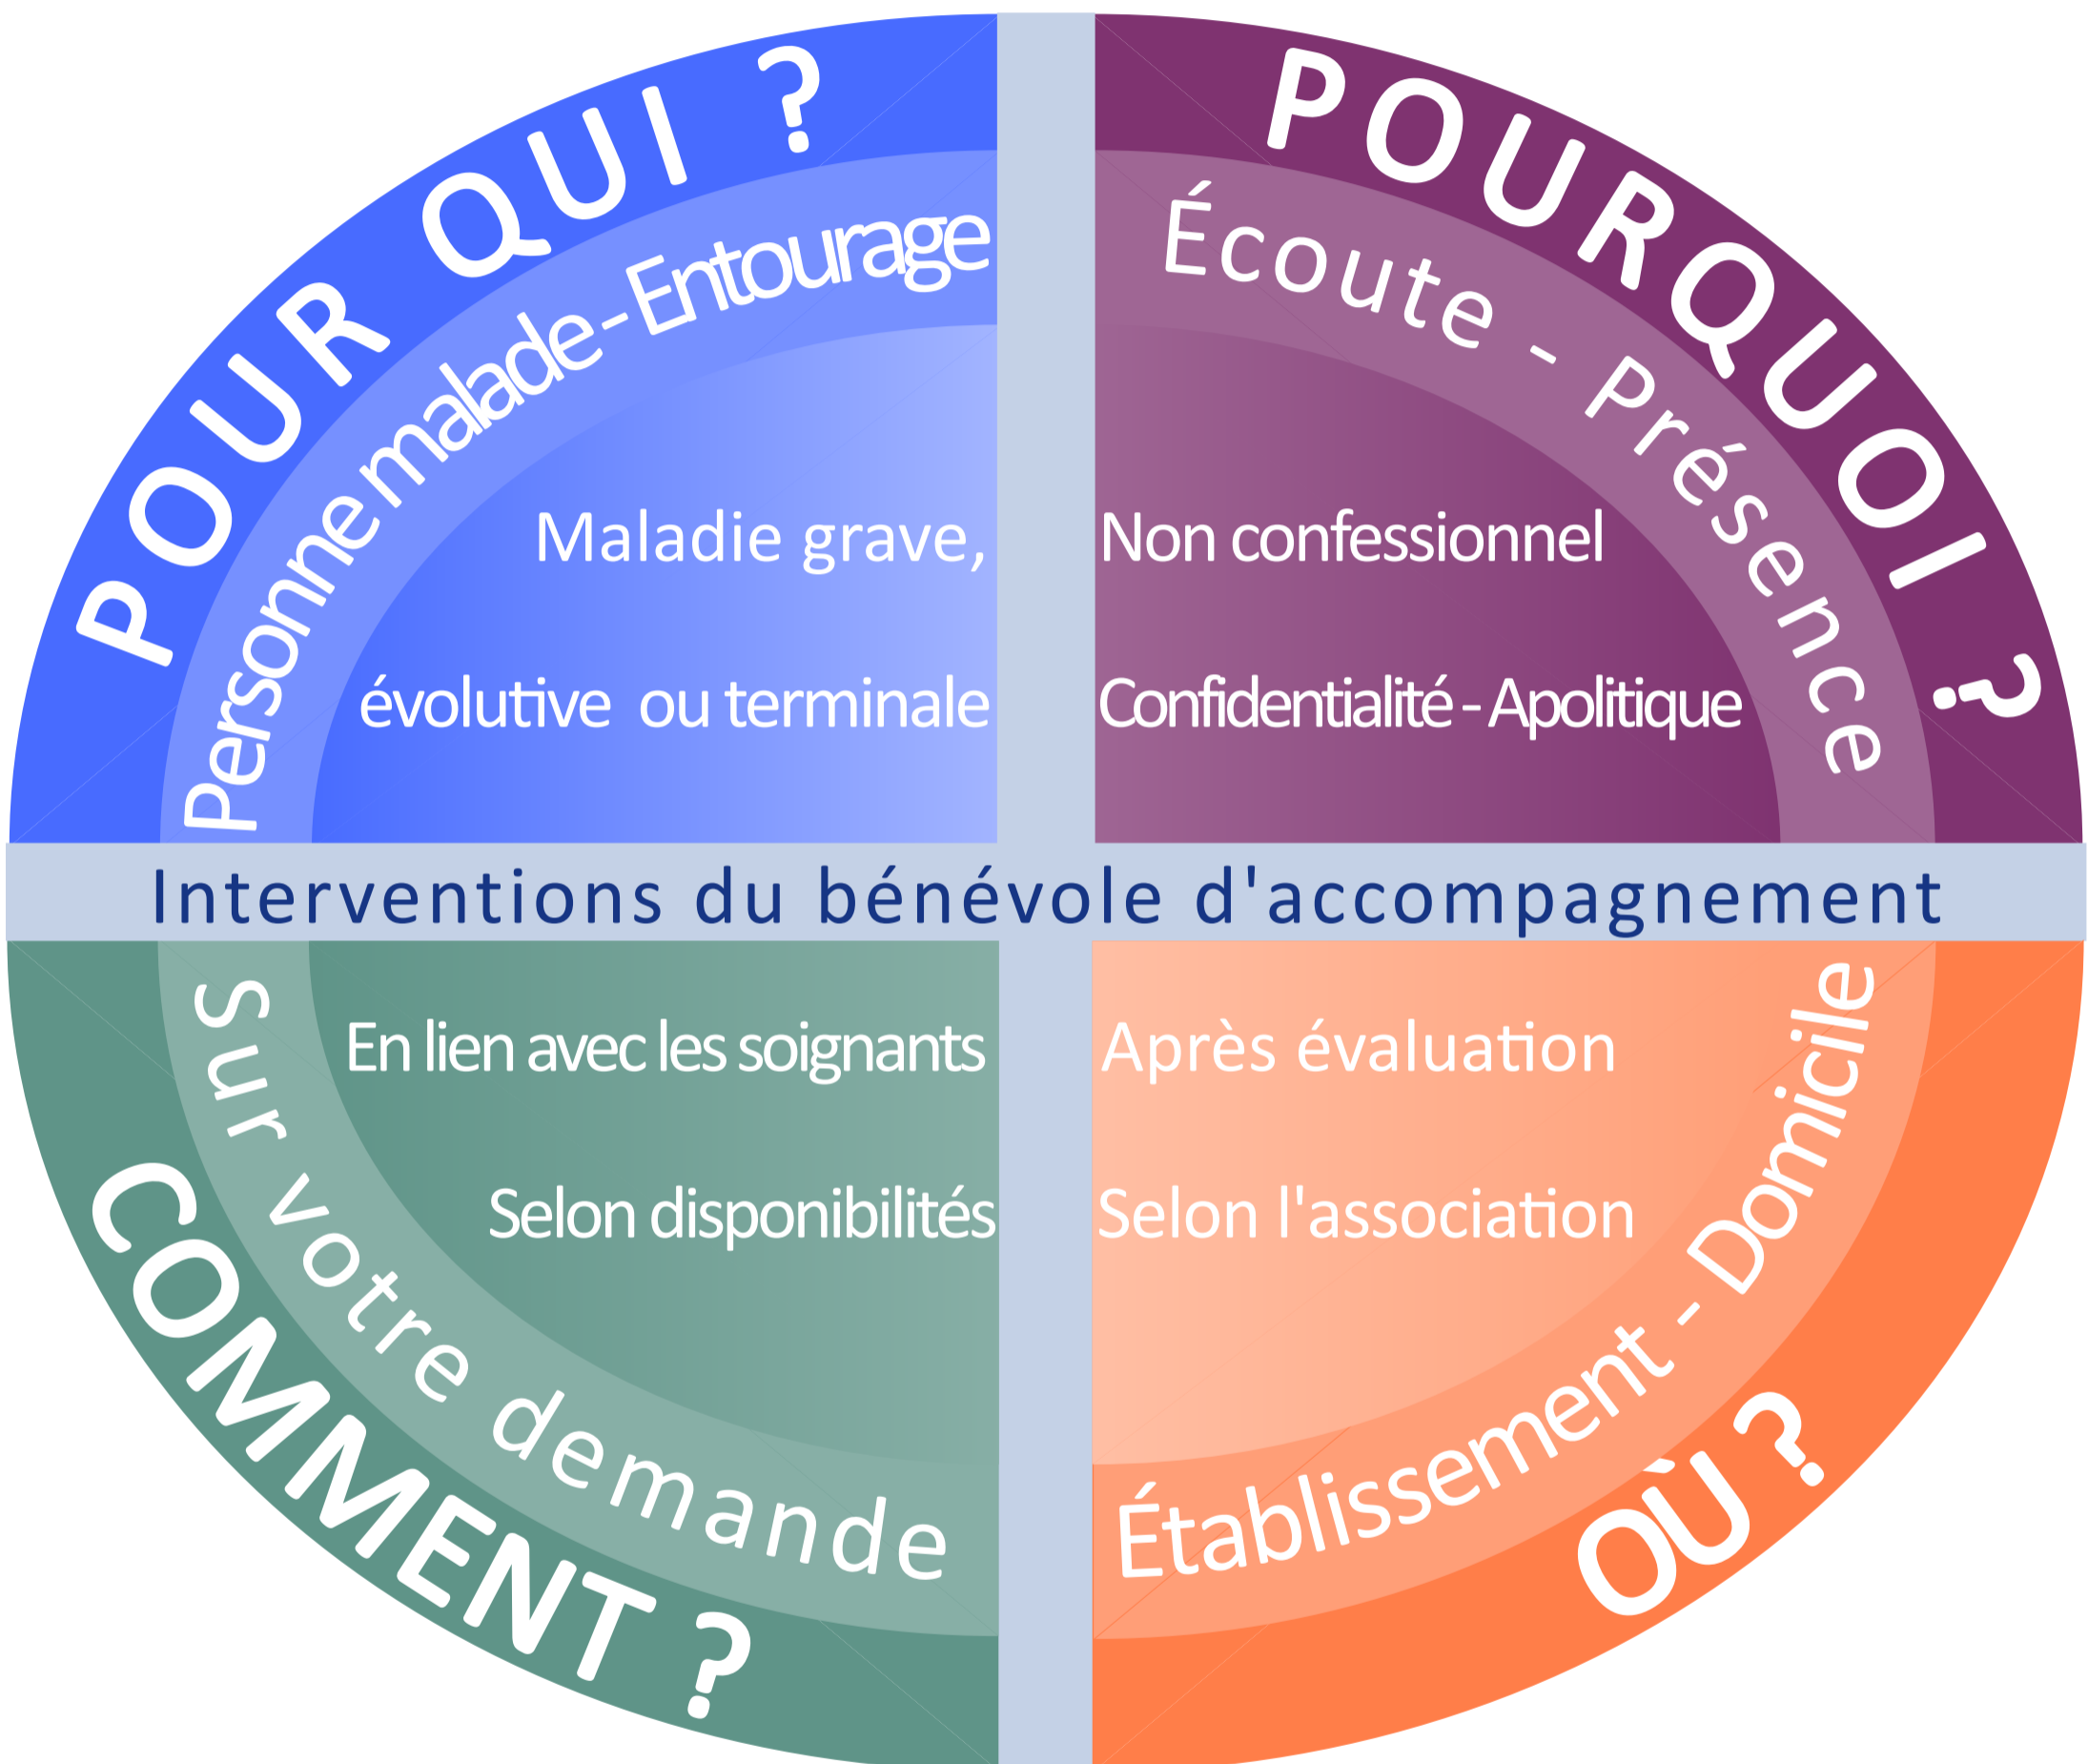 POUR QUI ?
Personne malade-Entourage
Maladie grave,
évolutive ou terminale
POURQUOI ?
Écoute - Présence
Non confessionnel
Confidentialité - Apolitique
Interventions du bénévole d'accompagnement
En lien avec les soignants
Selon disponibilités
Sur votre demande
COMMENT ?
Après évaluation
Selon l'association
Établissement - Domicile
OÙ ?